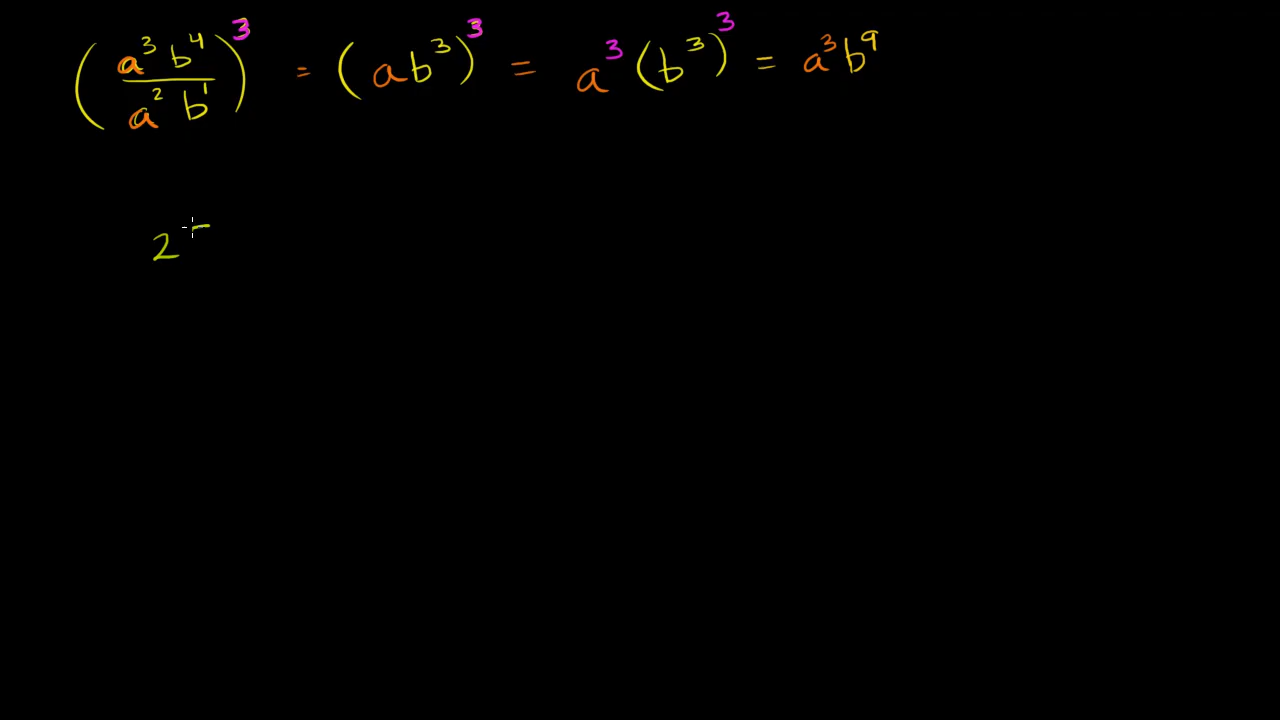 (a³b⁴ / a²b¹)³ = (ab³)³ = a³(b³)³ = a³b⁹
2⁻